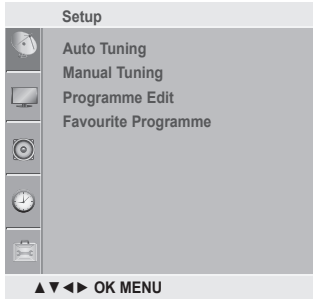 Setup
Auto Tuning
Manual Tuning
Programme Edit
Favourite Programme
▲▼◄► OK MENU